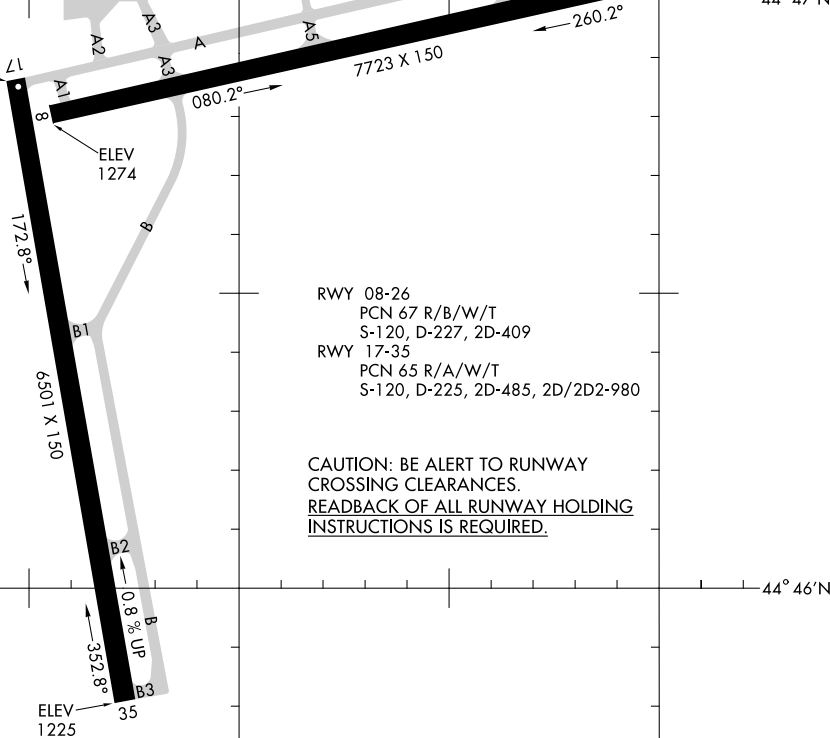 44° 47'N
260.2°
A3
A2
A
A3
A5
7723 X 150
17
A1
080.2°
8
ELEV
1274
172.8°
B
RWY 08-26
PCN 67 R/B/W/T
S-120, D-227, 2D-409
RWY 17-35
PCN 65 R/A/W/T
S-120, D-225, 2D-485, 2D/2D2-980
B1
6501 X 150
CAUTION: BE ALERT TO RUNWAY
CROSSING CLEARANCES.
READBACK OF ALL RUNWAY HOLDING
INSTRUCTIONS IS REQUIRED.
B2
44° 46'N
0.8 % UP
B
352.8°
B3
ELEV
1225
35